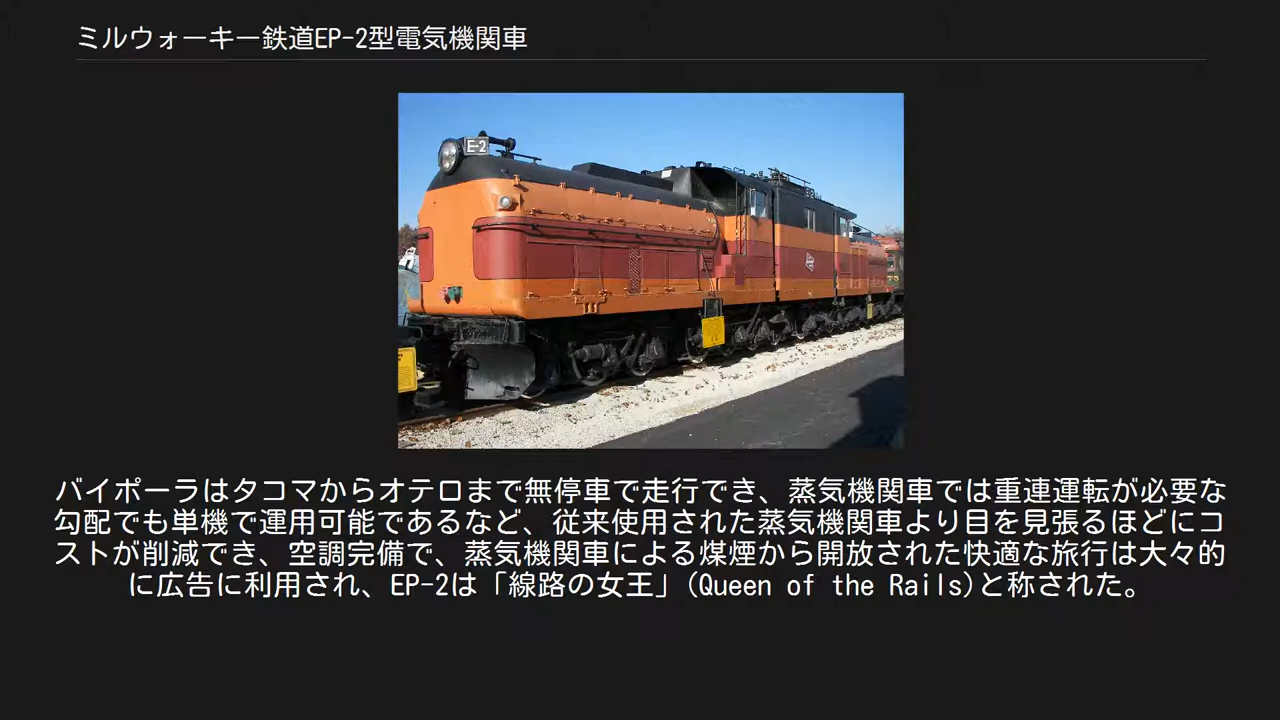 ミルウォーキー鉄道EP-2型電気機関車
E-2
バイポーラはタコマからオテロまで無停車で走行でき、蒸気機関車では重連運転が必要な
勾配でも単機で運用可能であるなど、従来使用された蒸気機関車より目を見張るほどにコ
ストが削減でき、空調完備で、蒸気機関車による煤煙から開放された快適な旅行は大々的
に広告に利用され、EP-2は「線路の女王」(Queen of the Rails)と称された。